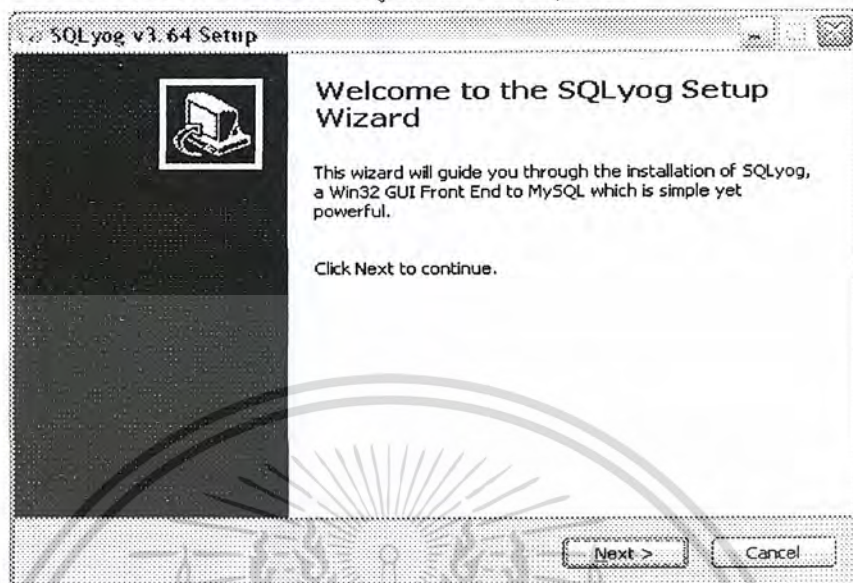 SQLyog v3.64 Setup
Welcome to the SQLyog Setup
Wizard
This wizard will guide you through the installation of SQLyog,
a Win32 GUI Front End to MySQL which is simple yet
powerful.
Click Next to continue.
Next >
Cancel